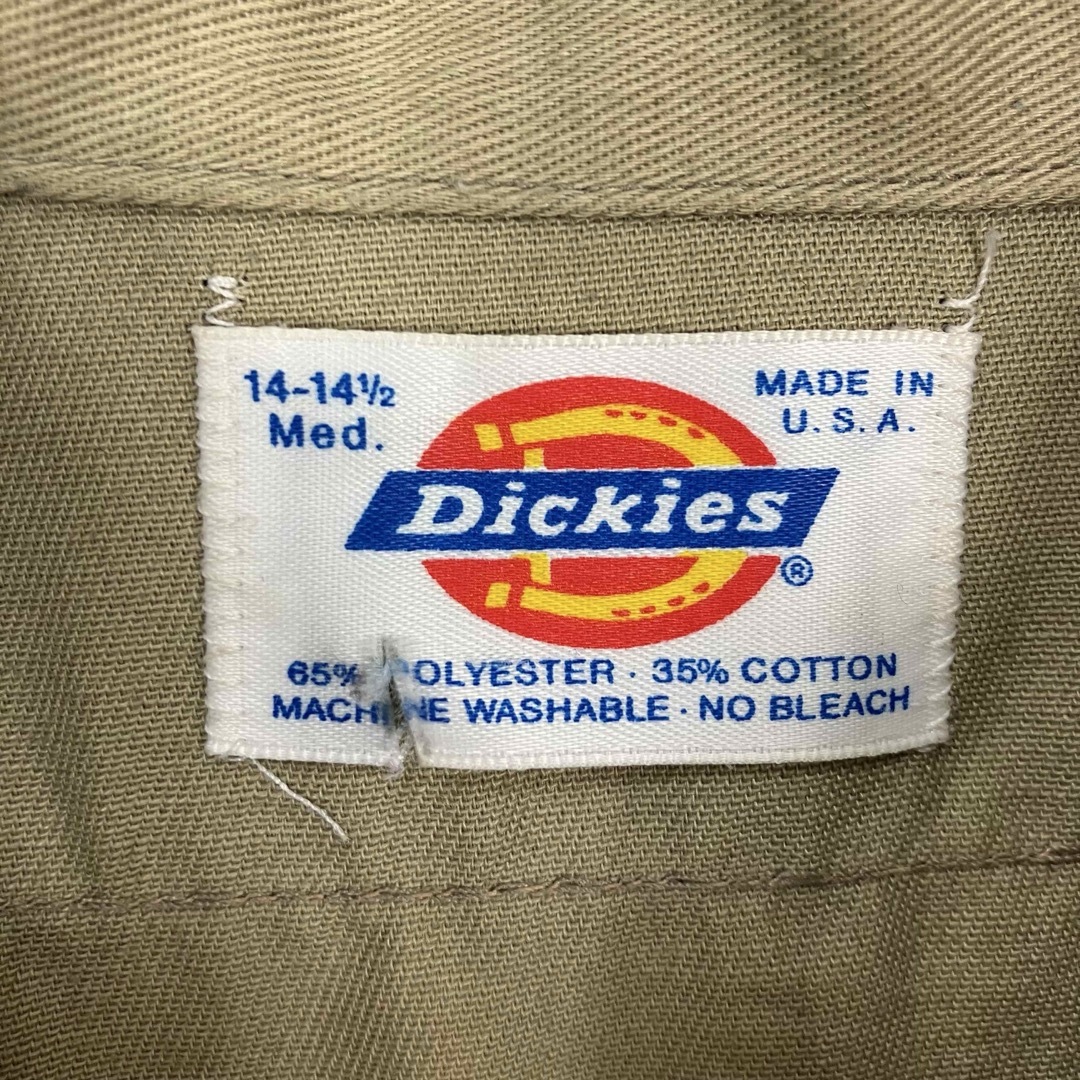 14-14½
Med.
MADE IN
U.S.A.
Dickies
®
65% POLYESTER · 35% COTTON
MACHINE WASHABLE · NO BLEACH